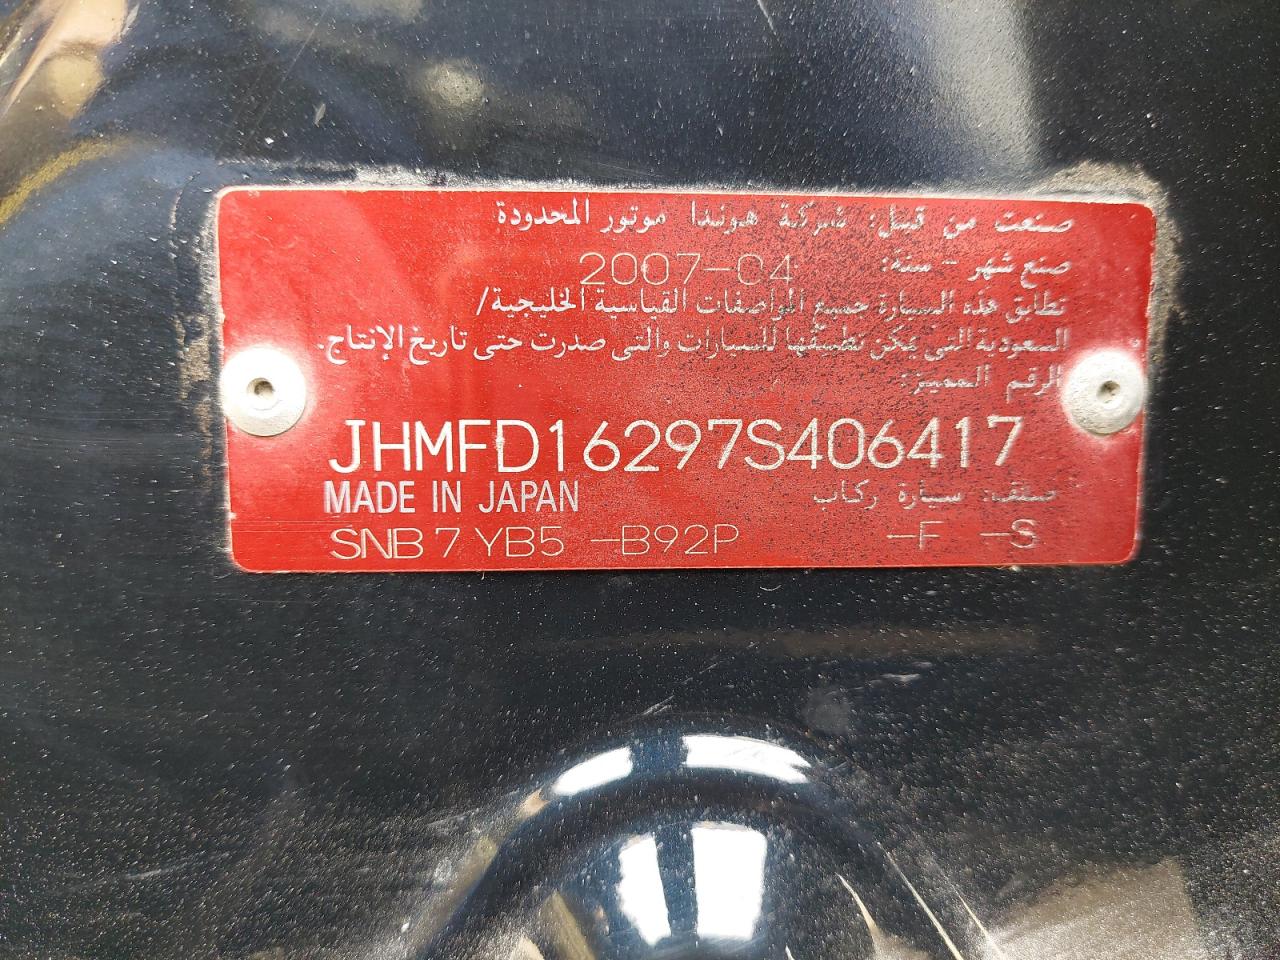 صنعت من قبل: شركة هوندا موتور المحدودة
صنع شهر - سنة: 2007-04
تطابق هذه السيارة جميع المواصفات القياسية الخليجية/
السعودية التي يمكن تطبيقها للسيارات والتي صدرت حتى تاريخ الإنتاج.
الرقم المميز:
JHMFD16297S406417
MADE IN JAPAN صنف: سيارة ركاب
SNB7 YB5 -B92P -F -S